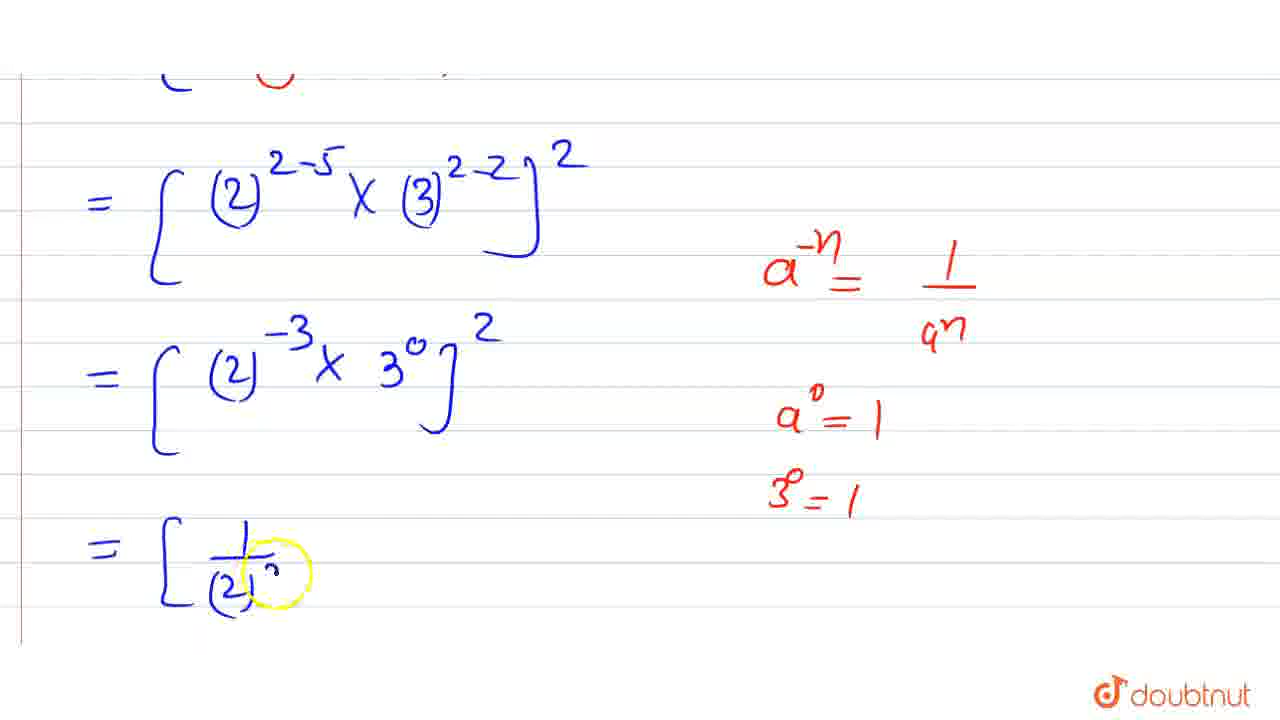 = [ (2)^{2-5} × (3)^{2-2} ]^2
a^{-n} = 1/a^n
= [ (2)^{-3} × 3^0 ]^2
a^0 = 1
3^0 = 1
= [ 1/(2)
doubtnut